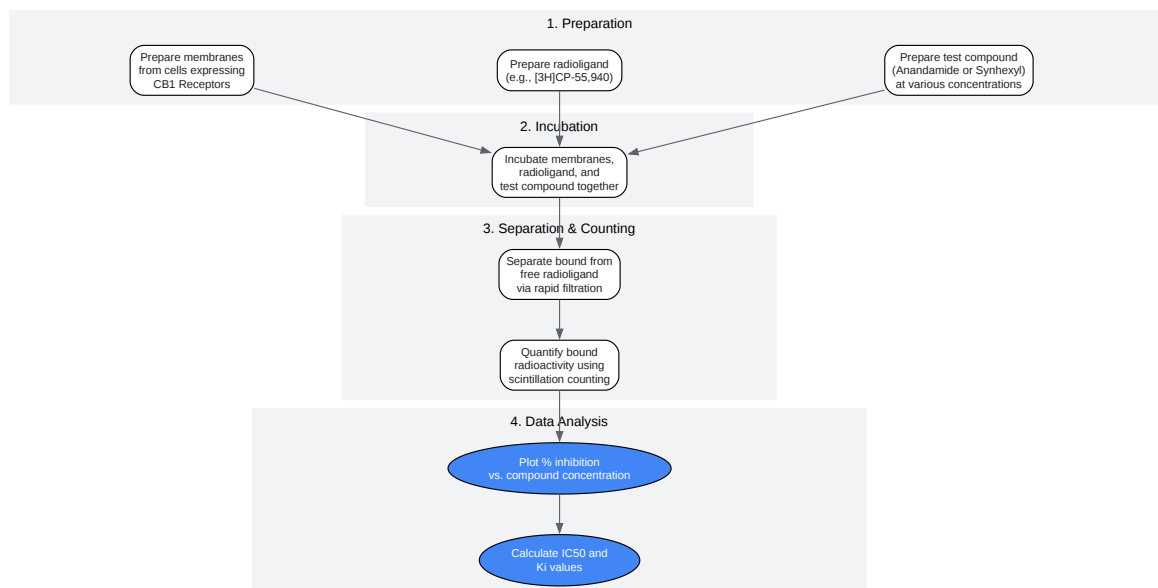 1. Preparation
Prepare membranes
from cells expressing
CB1 Receptors
Prepare radioligand
(e.g., [3H]CP-55,940)
Prepare test compound
(Anandamide or Synhexyl)
at various concentrations
2. Incubation
Incubate membranes,
radioligand, and
test compound together
3. Separation & Counting
Separate bound from
free radioligand
via rapid filtration
Quantify bound
radioactivity using
scintillation counting
4. Data Analysis
Plot % inhibition
vs. compound concentration
Calculate IC50 and
Ki values